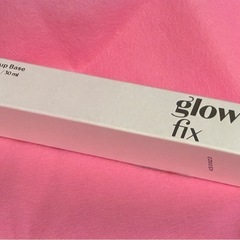 up Base
/ 30 ml
glow
fix